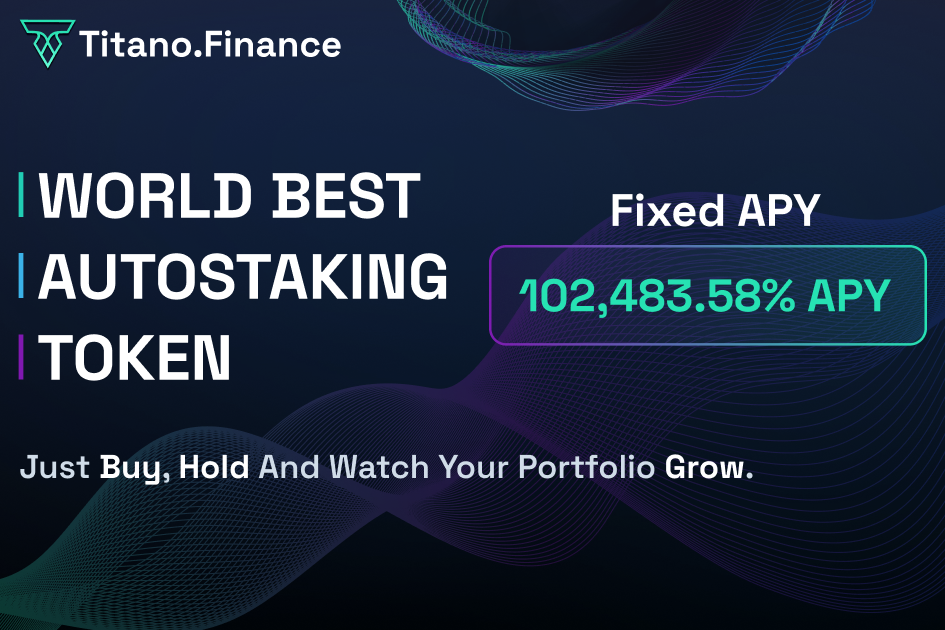 Titano.Finance
WORLD BEST
AUTOSTAKING
TOKEN
Fixed APY
102,483.58% APY
Just Buy, Hold And Watch Your Portfolio Grow.